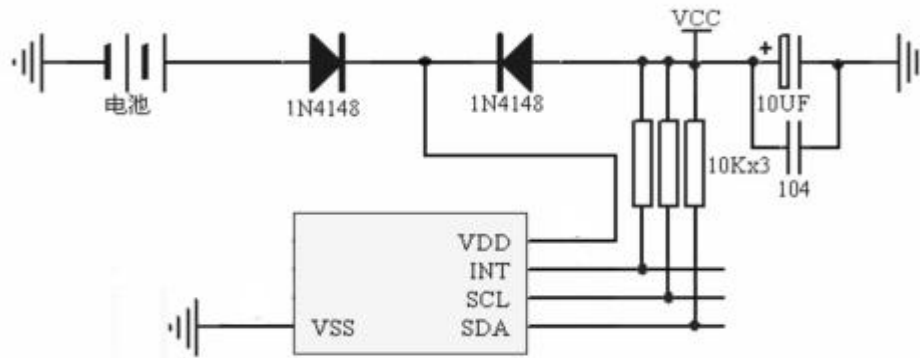 VCC
电池
1N4148
1N4148
10UF
10Kx3
104
VDD
INT
SCL
VSS
SDA